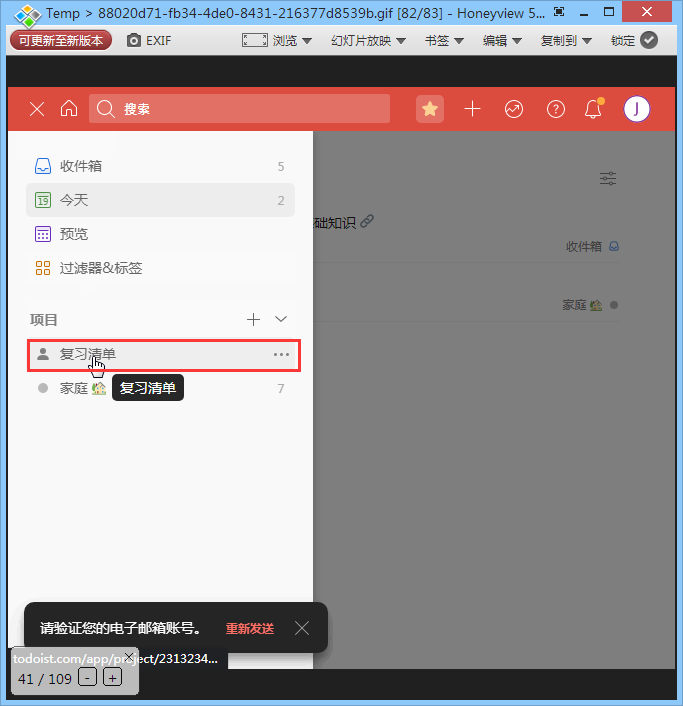 Temp > 88020d71-fb34-4de0-8431-216377d8539b.gif [82/83] - Honeyview 5...
可更新至新版本 EXIF 浏览 幻灯片放映 书签 编辑 复制到 锁定
搜索 J
收件箱 5
19 今天 2
预览
过滤器&标签
础知识
收件箱
家庭
项目
复习清单
家庭 7
复习清单
请验证您的电子邮箱账号。 重新发送
todoist.com/app/project/2313234...
41 / 109 - +